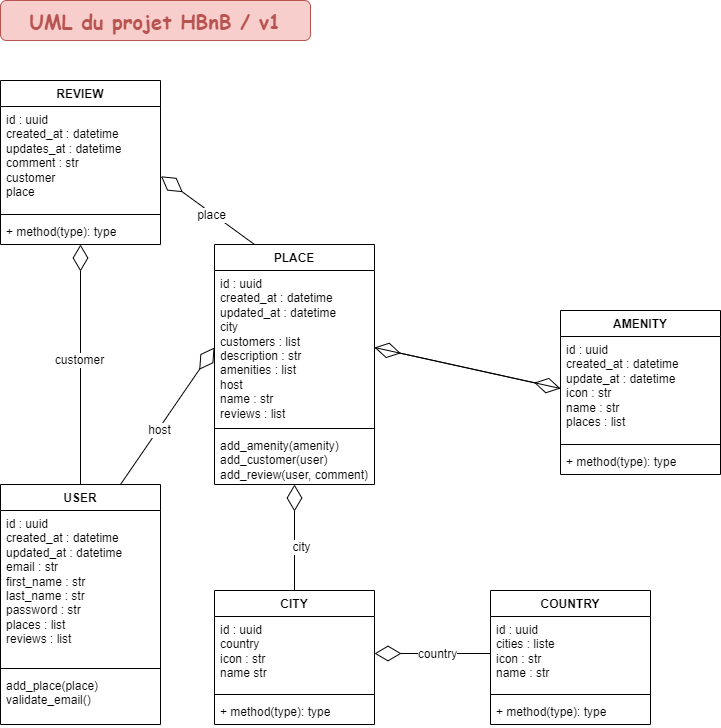 UML du projet HBnB / v1
REVIEW
id : uuid
created_at : datetime
updates_at : datetime
comment : str
customer
place
+ method(type): type
place
customer
host
PLACE
id : uuid
created_at : datetime
updated_at : datetime
city
customers : list
description : str
amenities : list
host
name : str
reviews : list
add_amenity(amenity)
add_customer(user)
add_review(user, comment)
AMENITY
id : uuid
created_at : datetime
update_at : datetime
icon : str
name : str
places : list
+ method(type): type
USER
id : uuid
created_at : datetime
updated_at : datetime
email : str
first_name : str
last_name : str
password : str
places : list
reviews : list
add_place(place)
validate_email()
city
CITY
id : uuid
country
icon : str
name str
+ method(type): type
country
COUNTRY
id : uuid
cities : liste
icon : str
name : str
+ method(type): type